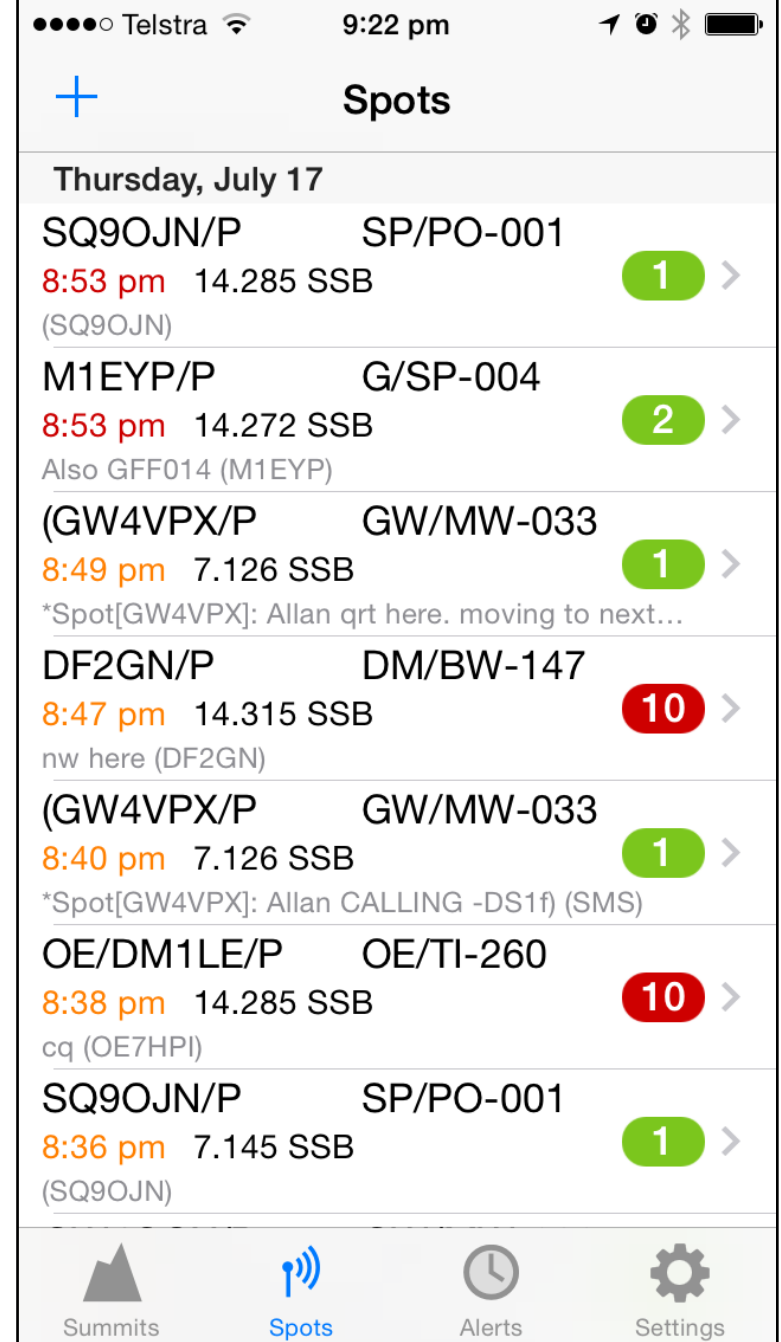 Telstra 9:22 pm
Spots
Thursday, July 17
SQ9OJN/P SP/PO-001
8:53 pm 14.285 SSB 1
(SQ9OJN)
M1EYP/P G/SP-004
8:53 pm 14.272 SSB 2
Also GFF014 (M1EYP)
(GW4VPX/P GW/MW-033
8:49 pm 7.126 SSB 1
*Spot[GW4VPX]: Allan qrt here. moving to next…
DF2GN/P DM/BW-147
8:47 pm 14.315 SSB 10
nw here (DF2GN)
(GW4VPX/P GW/MW-033
8:40 pm 7.126 SSB 1
*Spot[GW4VPX]: Allan CALLING -DS1f) (SMS)
OE/DM1LE/P OE/TI-260
8:38 pm 14.285 SSB 10
cq (OE7HPI)
SQ9OJN/P SP/PO-001
8:36 pm 7.145 SSB 1
(SQ9OJN)
Summits Spots Alerts Settings